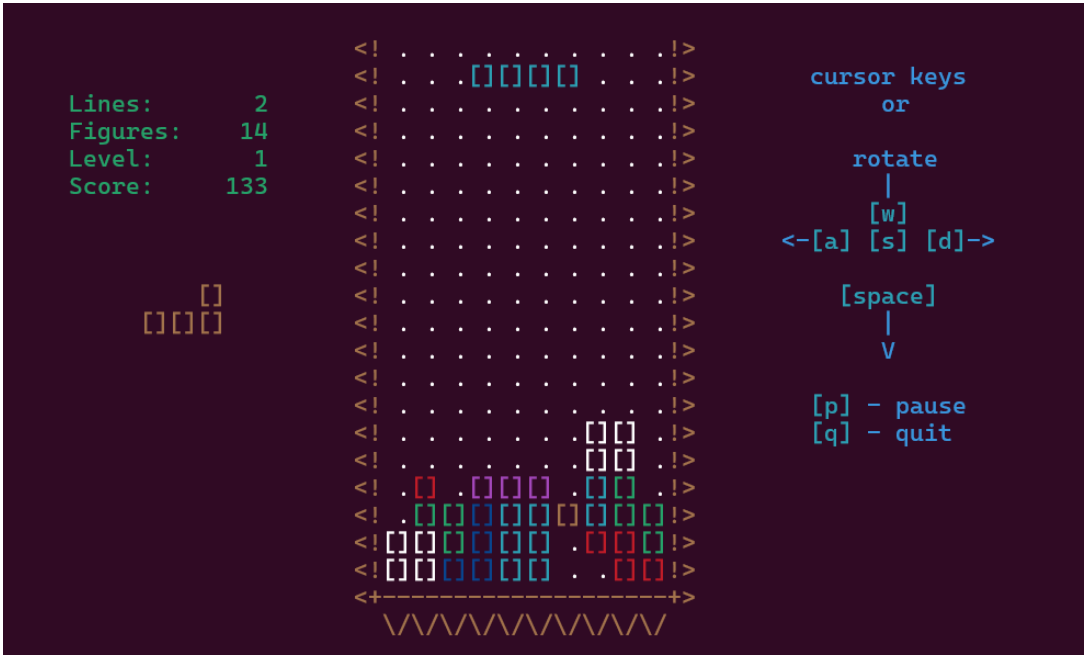 Lines: 2
Figures: 14
Level: 1
Score: 133
[]
[][][]
<! . . . . . . . . . .!>
<! . . .[][][][] . . .!>
<! . . . . . . . . . .!>
<! . . . . . . . . . .!>
<! . . . . . . . . . .!>
<! . . . . . . . . . .!>
<! . . . . . . . . . .!>
<! . . . . . . . . . .!>
<! . . . . . . . . . .!>
<! . . . . . . . . . .!>
<! . . . . . . . . . .!>
<! . . . . . . . . . .!>
<! . . . . . . . . . .!>
<! . . . . . . . . . .!>
<! . . . . . . .[][] .!>
<! . . . . . . .[][] .!>
<! .[] .[][][] .[][] .!>
<! .[][][][][][][][][]!>
<![][][][][][] .[][][]!>
<![][][][][][] . .[][]!>
<+--------------------+>
\/\/\/\/\/\/\/\/\/\/
cursor keys
or
rotate
|
[w]
<-[a] [s] [d]->
[space]
|
V
[p] - pause
[q] - quit